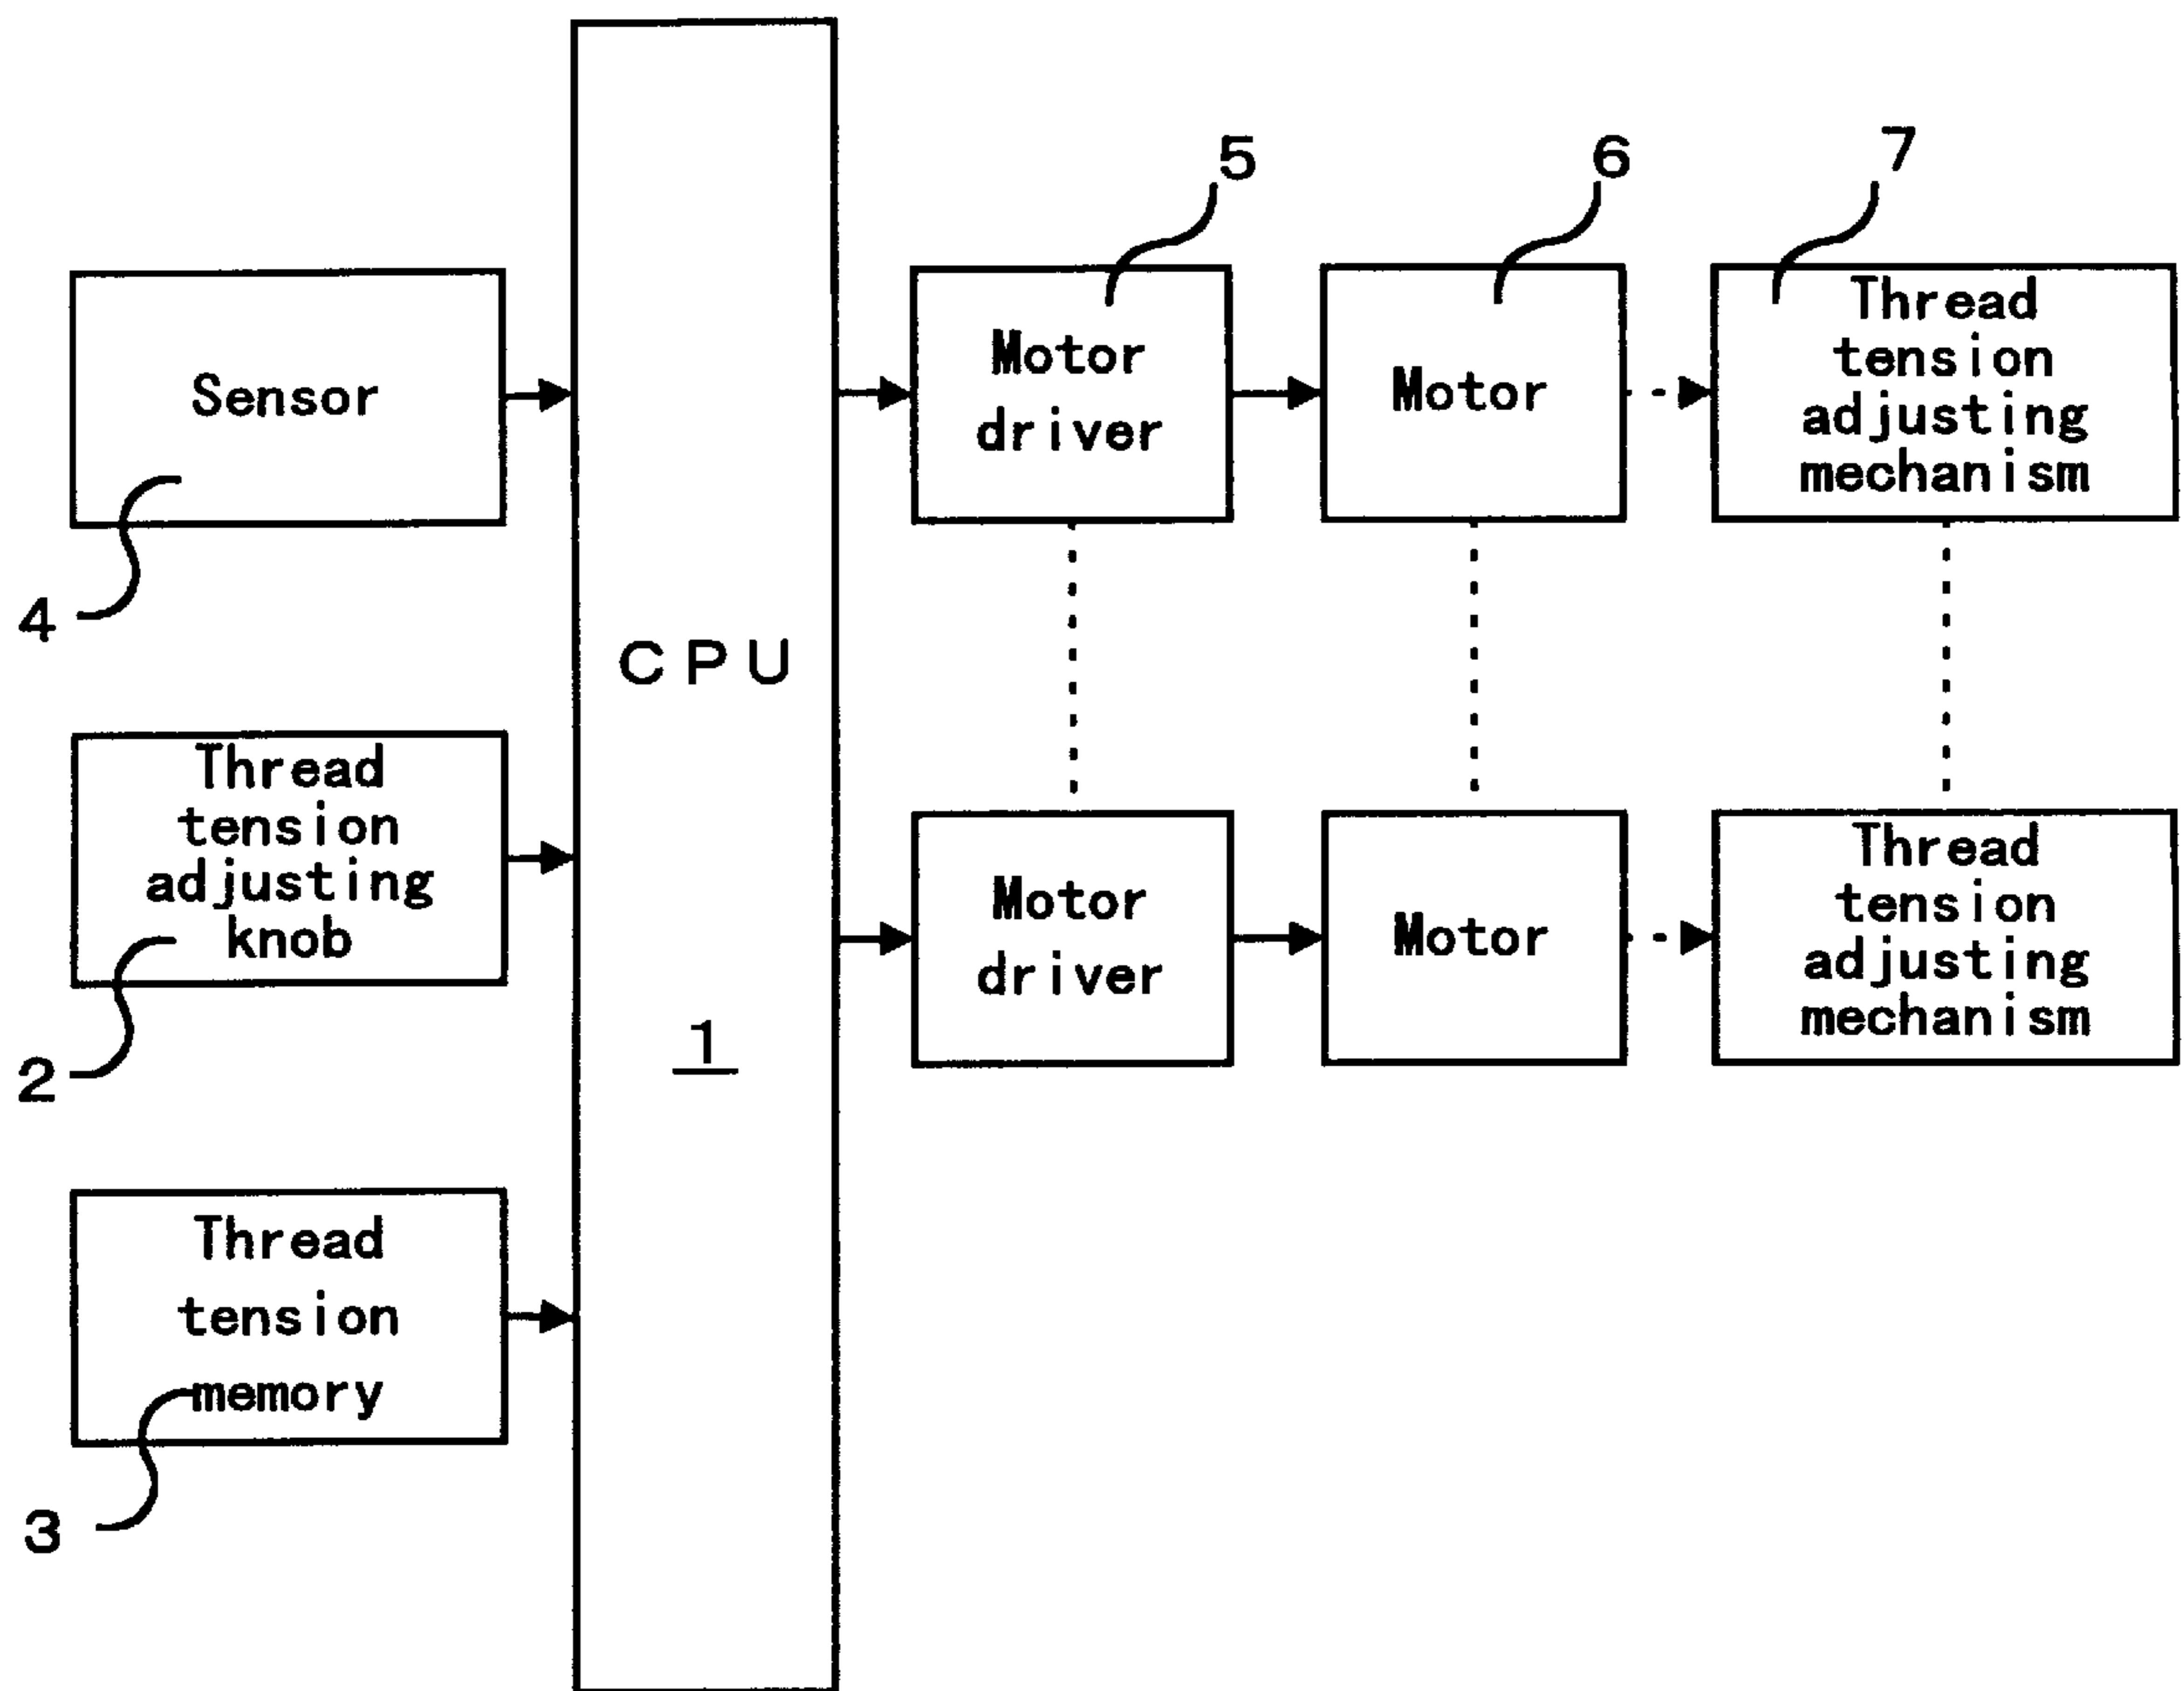 5
6
7
Sensor
4
Motor
driver
Motor
Thread
tension
adjusting
mechanism
CPU
1
Thread
tension
adjusting
knob
2
Motor
driver
Motor
Thread
tension
adjusting
mechanism
Thread
tension
memory
3